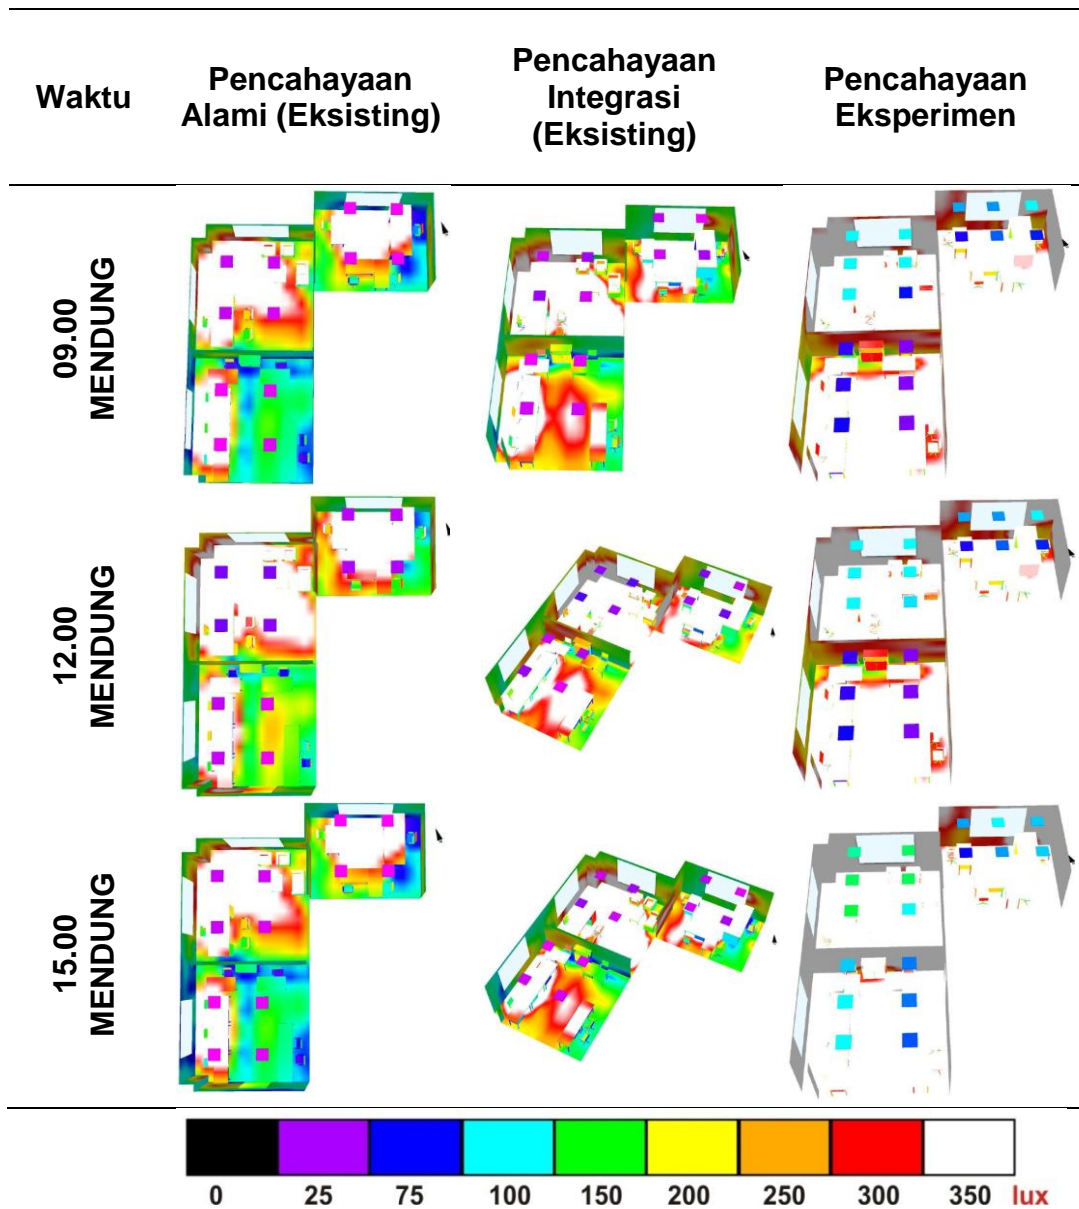 Waktu
Pencahayaan
Alami (Eksisting)
Pencahayaan
Integrasi
(Eksisting)
Pencahayaan
Eksperimen
09.00
MENDUNG
12.00
MENDUNG
15.00
MENDUNG
0 25 75 100 150 200 250 300 350 lux